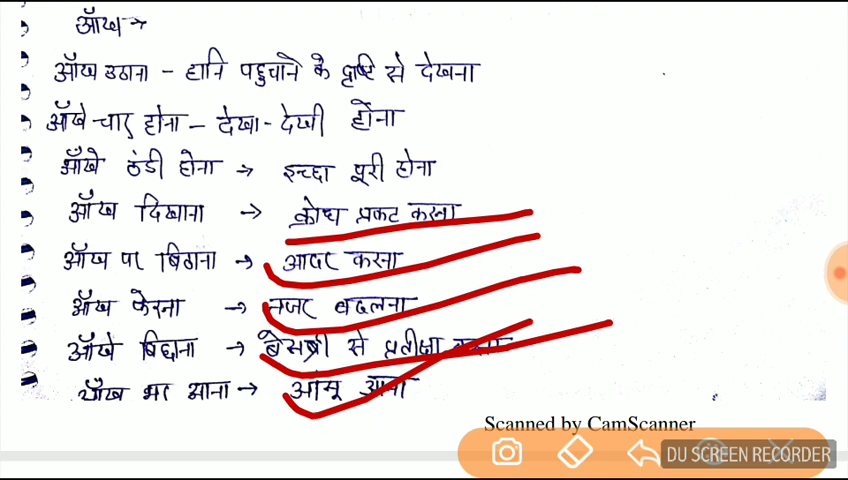 आँख →
आँख उठाना - हानि पहुचाने के दृष्टि से देखना
आँखे चार होना - देखा-देखी होना
आँखे ठंडी होना → इच्छा पूरी होना
आँख दिखाना → क्रोध प्रकट करना
आँख पर बिठाना → आदर करना
आँख फेरना → नजर बदलना
आँखे बिछाना → बेसब्री से प्रतीक्षा करना
आँख भर आना → आंसू आना
Scanned by CamScanner
DU SCREEN RECORDER